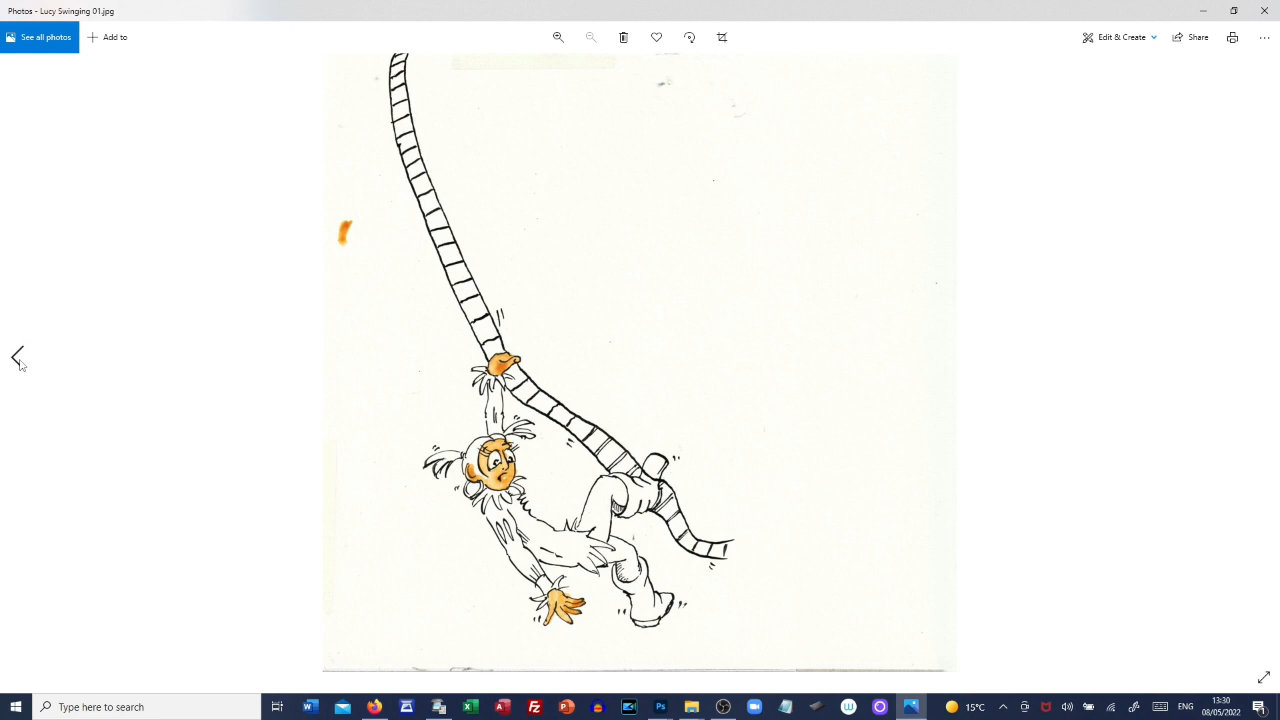 Photos - Lucy Swinging 01.jpg
See all photos
Add to
Edit & Create
Share
Type here to search
15°C
ENG
13:30
08/05/2022